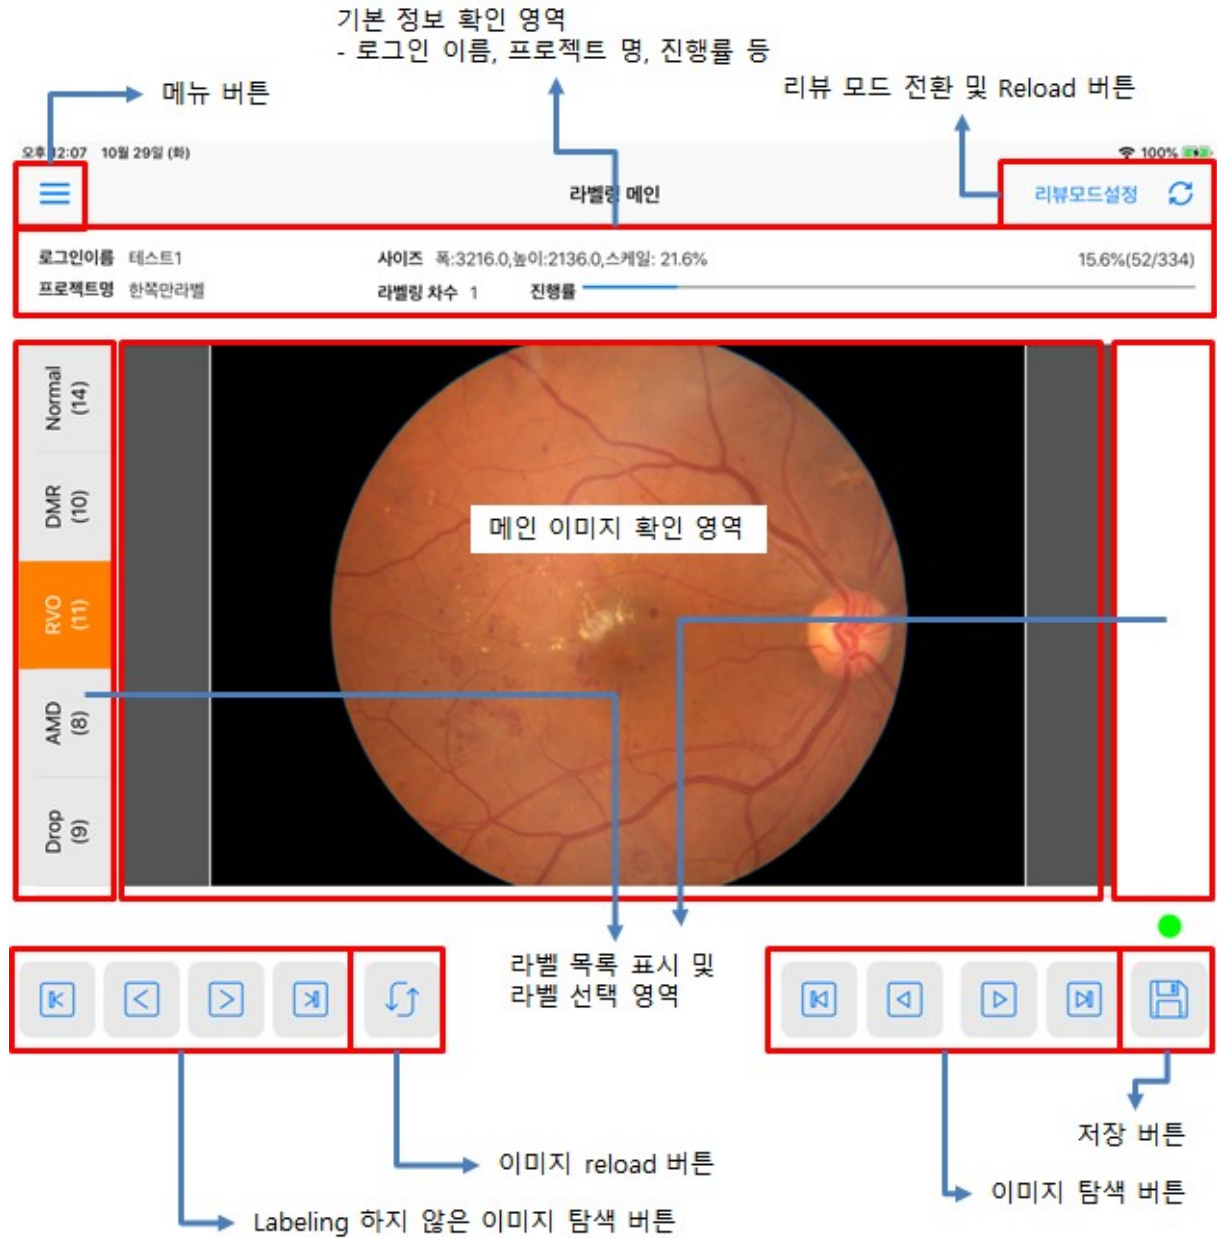 기본 정보 확인 영역
- 로그인 이름, 프로젝트 명, 진행률 등
메뉴 버튼
리뷰 모드 전환 및 Reload 버튼
오후 12:07 10월 29일 (화)
100%
라벨링 메인
리뷰모드설정
로그인이름 테스트1
사이즈 폭:3216.0,높이:2136.0,스케일: 21.6%
15.6%(52/334)
프로젝트명 한쪽만라벨
라벨링 차수 1
진행률
Normal
(14)
DMR
(10)
RVO
(11)
AMD
(8)
Drop
(9)
메인 이미지 확인 영역
라벨 목록 표시 및
라벨 선택 영역
저장 버튼
이미지 reload 버튼
이미지 탐색 버튼
Labeling 하지 않은 이미지 탐색 버튼